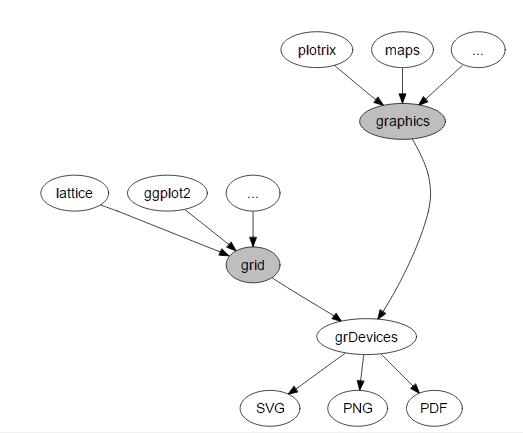 plotrix maps ...
graphics
lattice ggplot2 ...
grid
grDevices
SVG PNG PDF